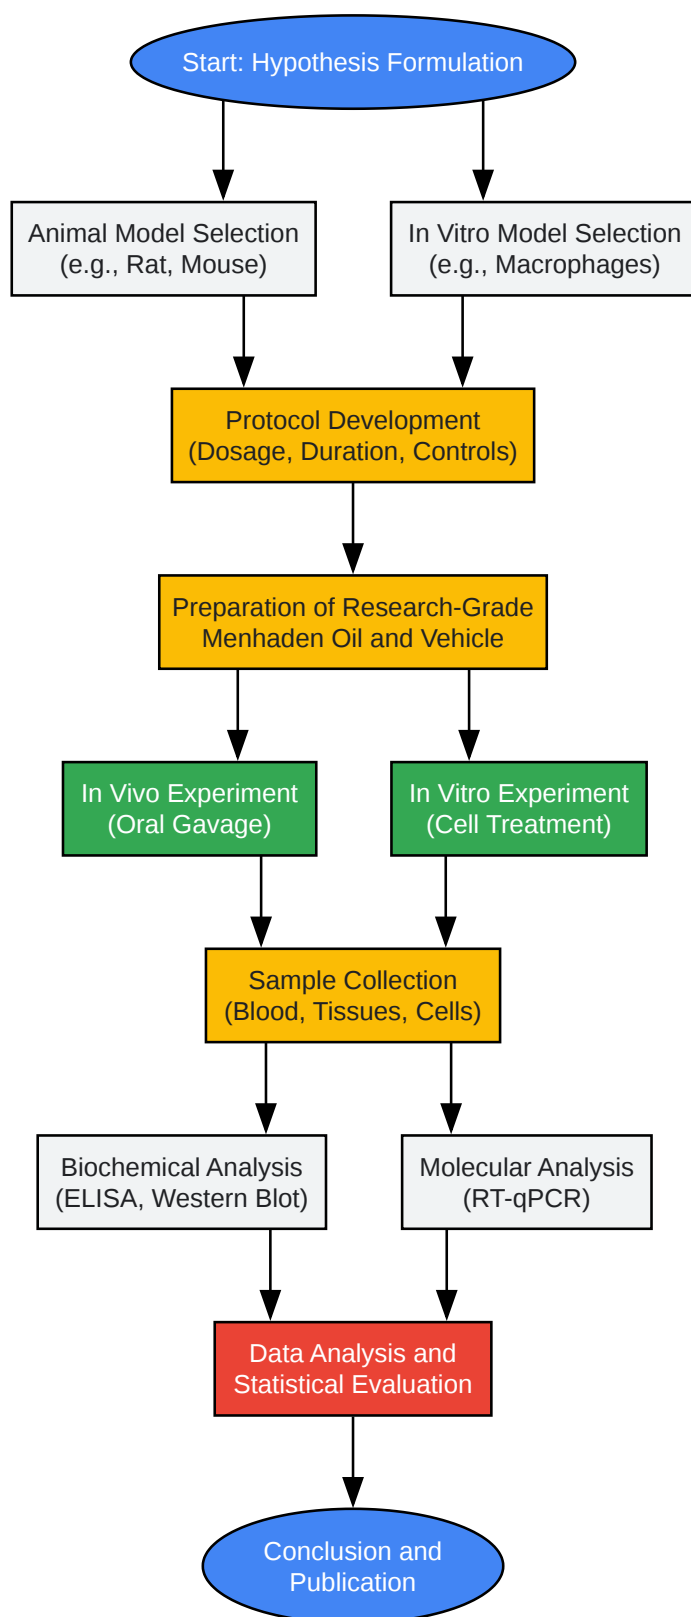 Start: Hypothesis Formulation
Animal Model Selection
(e.g., Rat, Mouse)
In Vitro Model Selection
(e.g., Macrophages)
Protocol Development
(Dosage, Duration, Controls)
Preparation of Research-Grade
Menhaden Oil and Vehicle
In Vivo Experiment
(Oral Gavage)
In Vitro Experiment
(Cell Treatment)
Sample Collection
(Blood, Tissues, Cells)
Biochemical Analysis
(ELISA, Western Blot)
Molecular Analysis
(RT-qPCR)
Data Analysis and
Statistical Evaluation
Conclusion and
Publication